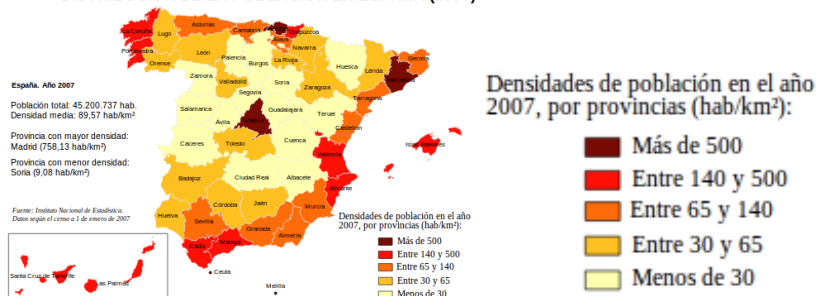 España. Año 2007
Población total: 45.200.737 hab.
Densidad media: 89,57 hab/km²
Provincia con mayor densidad:
Madrid (758,13 hab/km²)
Provincia con menor densidad:
Soria (9,08 hab/km²)
Fuente: Instituto Nacional de Estadística.
Datos según el censo a 1 de enero de 2007
La Coruña
Lugo
Asturias
Cantabria
Guipúzcoa
Álava
Navarra
Pontevedra
Orense
León
Palencia
Burgos
La Rioja
Huesca
Lérida
Gerona
Zamora
Valladolid
Soria
Zaragoza
Tarragona
Segovia
Salamanca
Ávila
Guadalajara
Teruel
Castellón
Cáceres
Toledo
Cuenca
Valencia
Islas Baleares
Badajoz
Ciudad Real
Albacete
Alicante
Córdoba
Jaén
Murcia
Huelva
Sevilla
Granada
Almería
Cádiz
Málaga
Ceuta
Melilla
Santa Cruz de Tenerife
Las Palmas
Densidades de población en el año
2007, por provincias (hab/km²):
Más de 500
Entre 140 y 500
Entre 65 y 140
Entre 30 y 65
Menos de 30
Densidades de población en el año
2007, por provincias (hab/km²):
Más de 500
Entre 140 y 500
Entre 65 y 140
Entre 30 y 65
Menos de 30